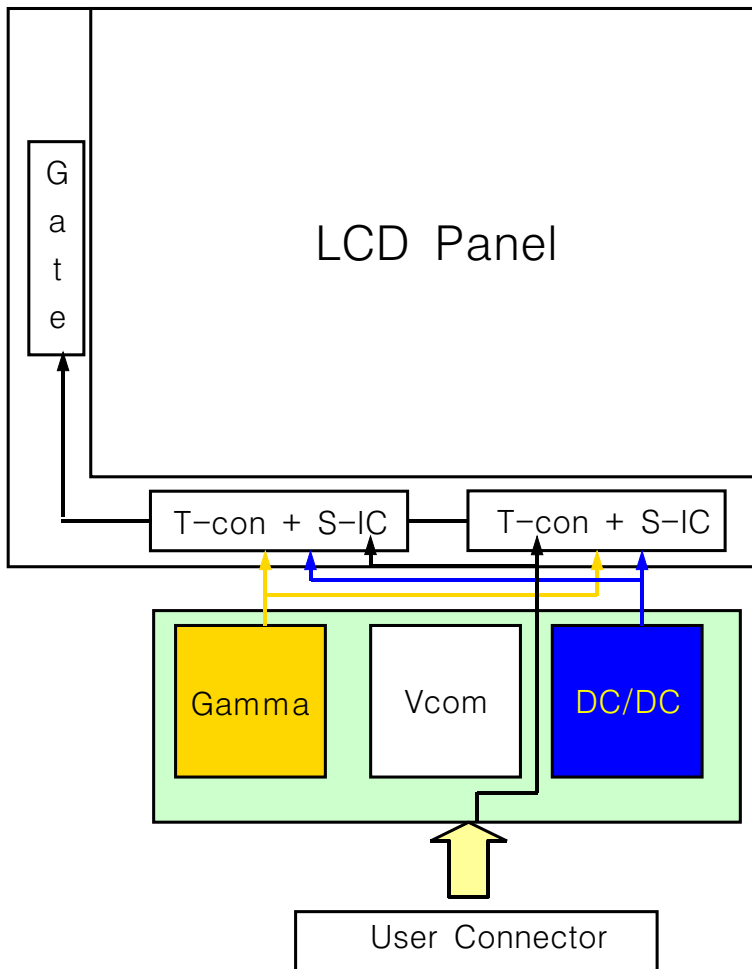 LCD Panel
G
a
t
e
T-con + S-IC
T-con + S-IC
Gamma
Vcom
DC/DC
User Connector